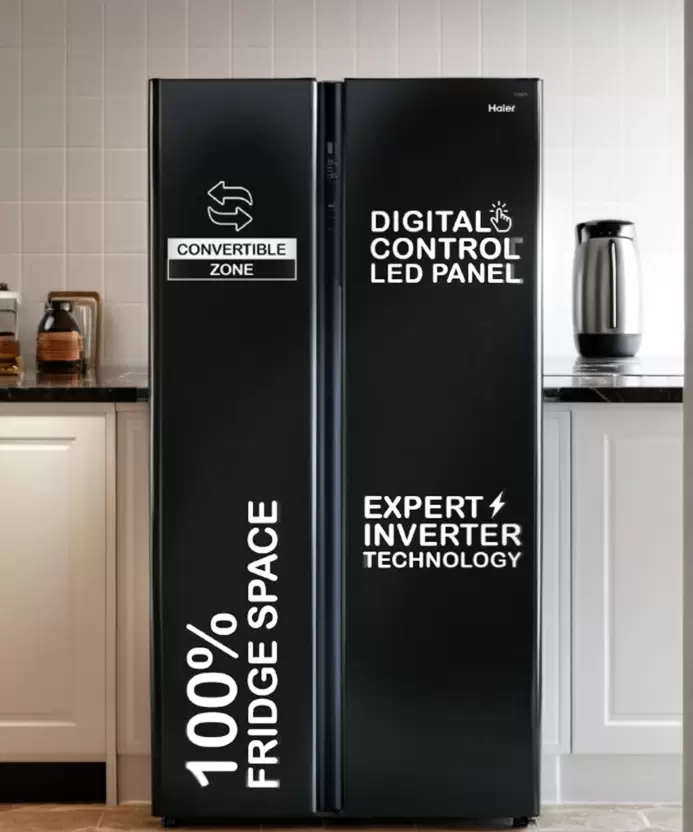 Haier
CONVERTIBLE
ZONE
DIGITAL
CONTROL
LED PANEL
EXPERT
INVERTER
TECHNOLOGY
100%
FRIDGE SPACE